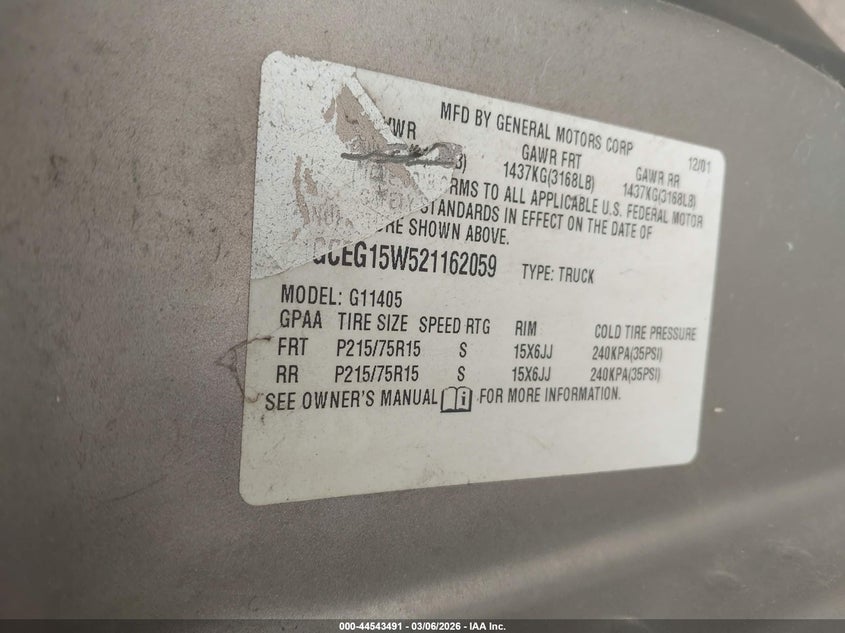 MFD BY GENERAL MOTORS CORP 12/01
VWR GAWR FRT GAWR RR
1437KG(3168LB) 1437KG(3168LB)
RMS TO ALL APPLICABLE U.S. FEDERAL MOTOR
STANDARDS IN EFFECT ON THE DATE OF
URE SHOWN ABOVE.
GCEG15W521162059 TYPE: TRUCK
MODEL: G11405
GPAA TIRE SIZE SPEED RTG RIM COLD TIRE PRESSURE
FRT P215/75R15 S 15X6JJ 240KPA(35PSI)
RR P215/75R15 S 15X6JJ 240KPA(35PSI)
SEE OWNER'S MANUAL FOR MORE INFORMATION.
000-44543491 - 03/06/2026 - IAA Inc.